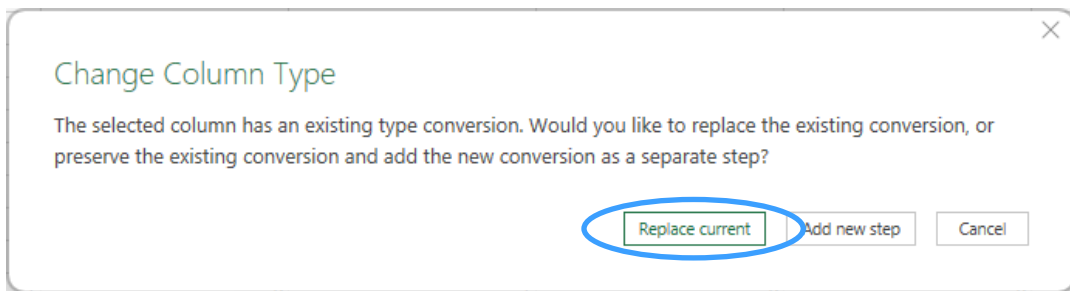 Change Column Type
The selected column has an existing type conversion. Would you like to replace the existing conversion, or
preserve the existing conversion and add the new conversion as a separate step?
Replace current Add new step Cancel